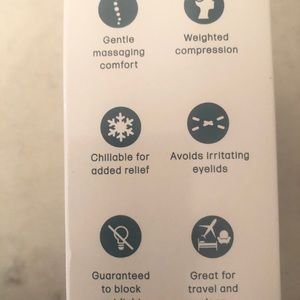 Gentle
massaging
comfort
Weighted
compression
Chillable for
added relief
Avoids irritating
eyelids
Guaranteed
to block
Great for
travel and